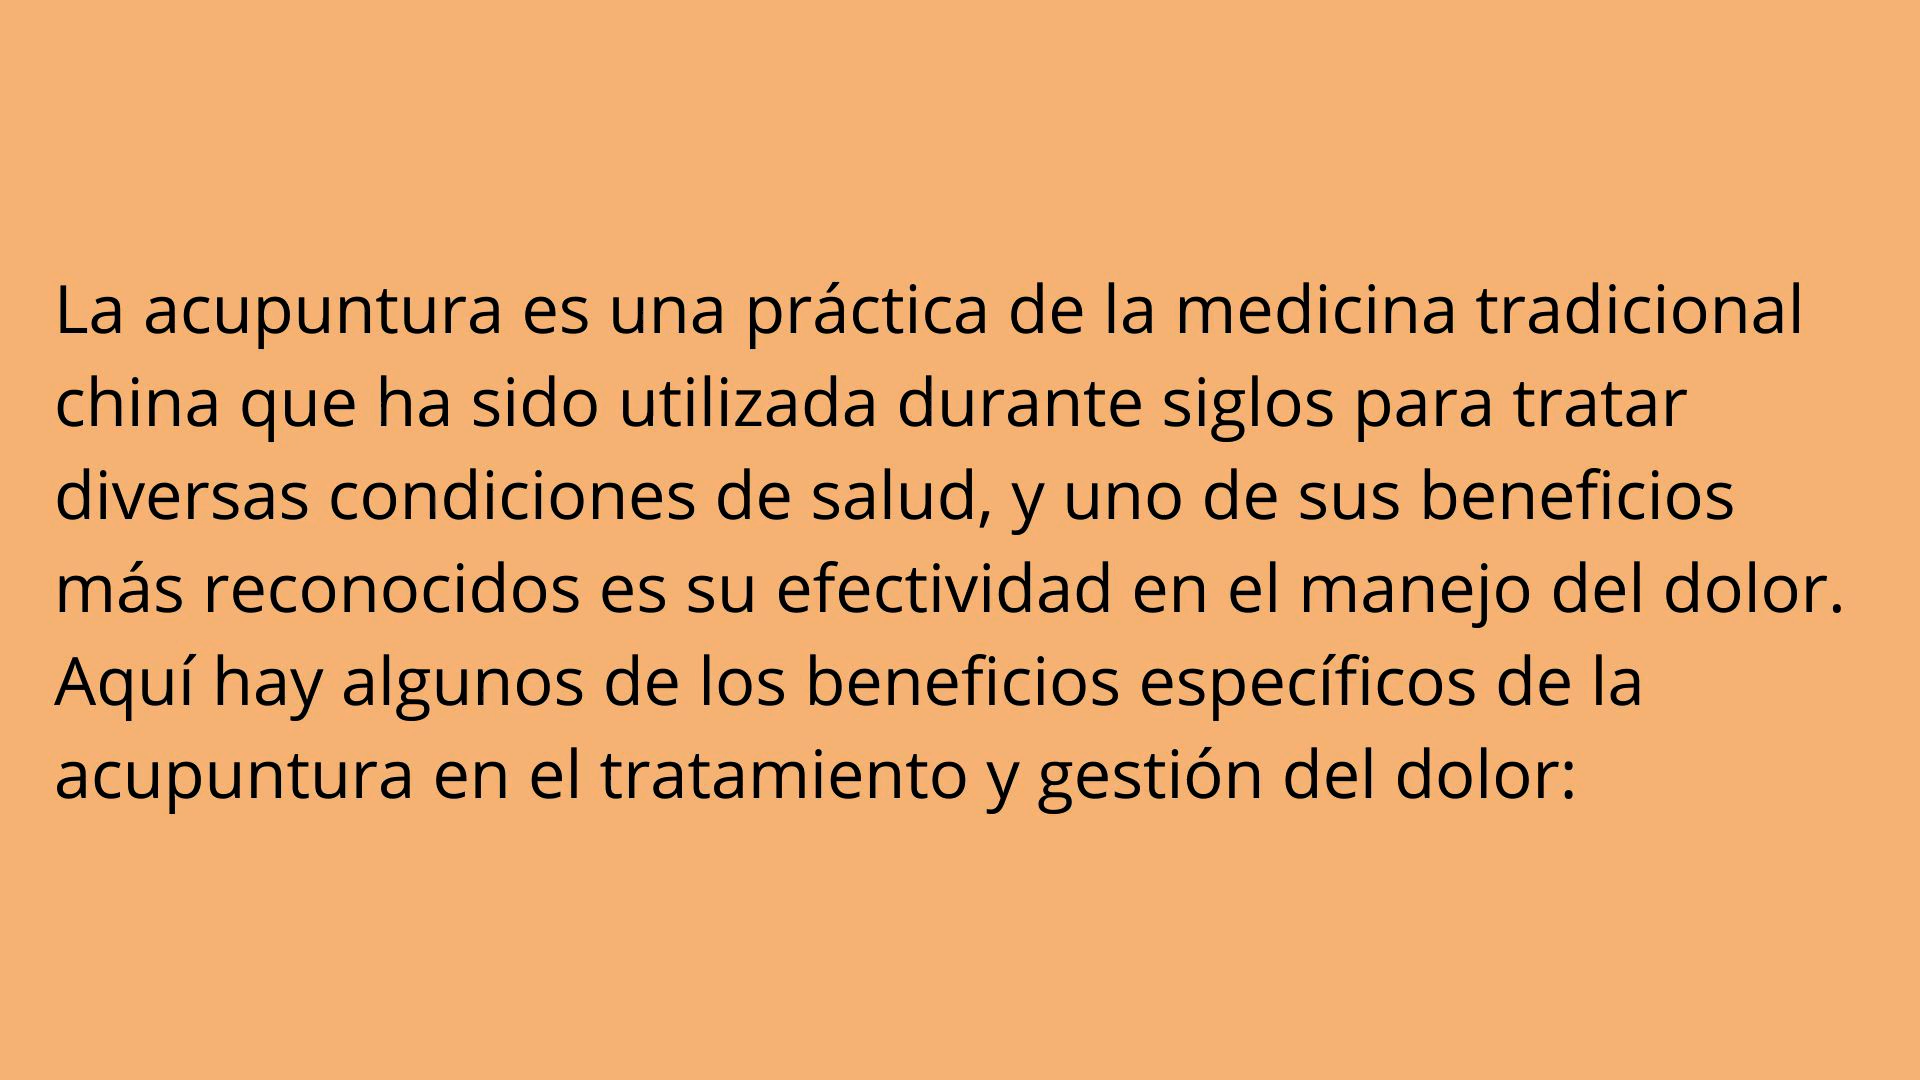 La acupuntura es una práctica de la medicina tradicional
china que ha sido utilizada durante siglos para tratar
diversas condiciones de salud, y uno de sus beneficios
más reconocidos es su efectividad en el manejo del dolor.
Aquí hay algunos de los beneficios específicos de la
acupuntura en el tratamiento y gestión del dolor: